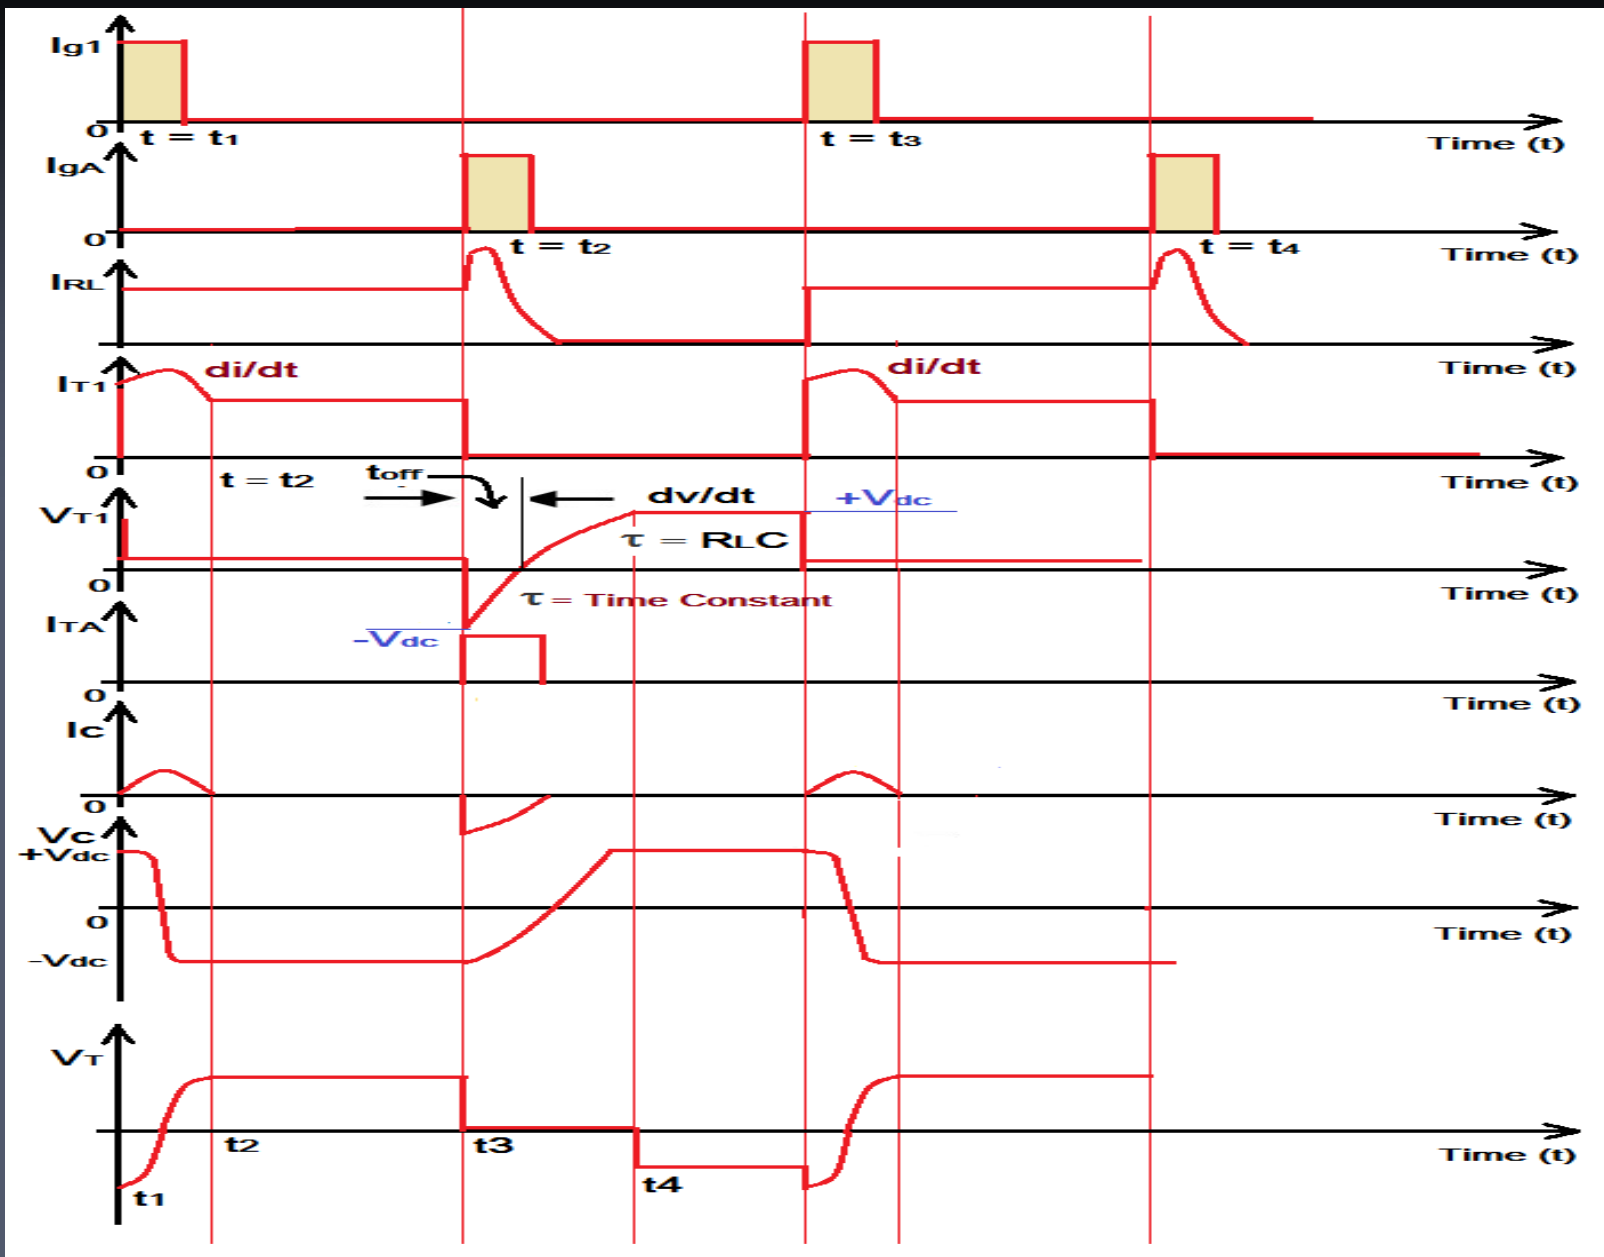 Ig1
0
t = t1
Time (t)
IgA
0
t = t2
t = t4
Time (t)
t = t3
IRL
Time (t)
IT1
di/dt
di/dt
0
t = t2
toff
Time (t)
VT1
dv/dt
+Vdc
τ = RLC
0
τ = Time Constant
Time (t)
ITA
-Vdc
0
Time (t)
Ic
0
Time (t)
Vc
+Vdc
0
Time (t)
-Vdc
VT
t1
t2
t3
t4
Time (t)